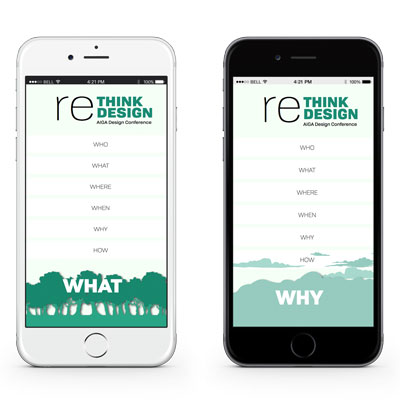 BELL
4:21 PM
100%
re THINK
DESIGN
AIGA Design Conference
WHO
WHAT
WHERE
WHEN
WHY
HOW
WHAT
BELL
4:21 PM
100%
re THINK
DESIGN
AIGA Design Conference
WHO
WHAT
WHERE
WHEN
WHY
HOW
WHY